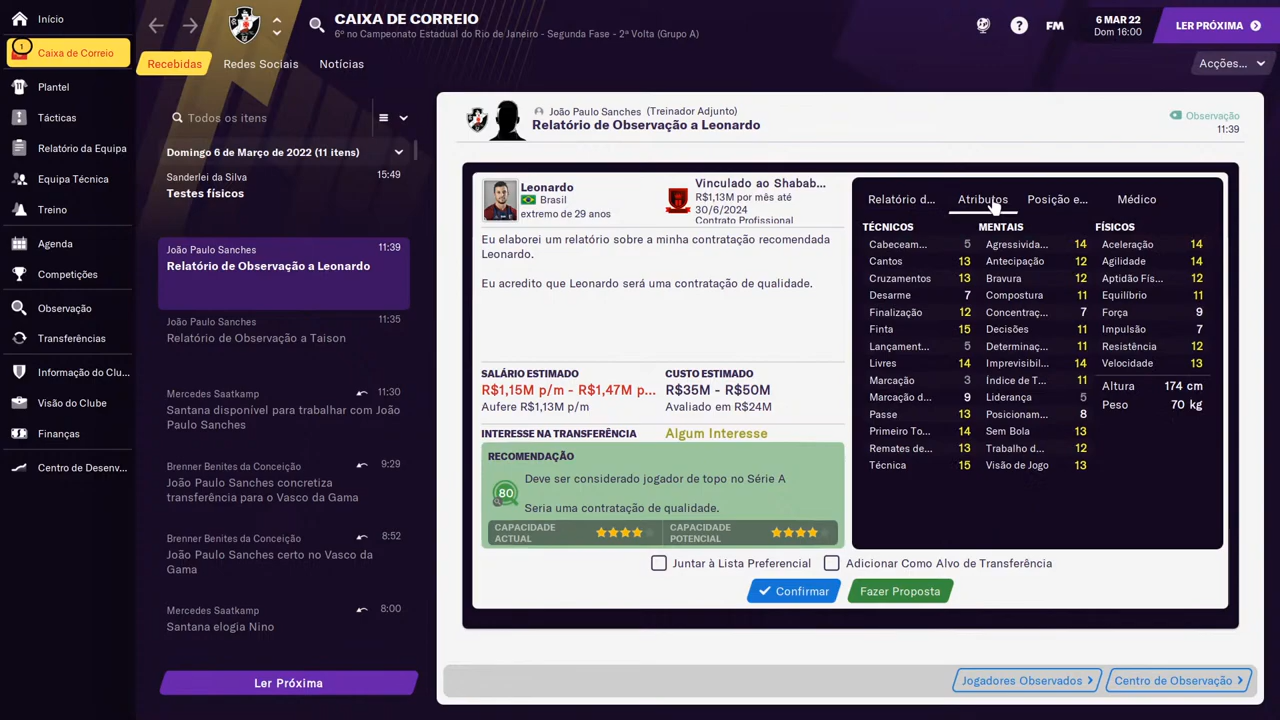 Início
Caixa de Correio
1
Plantel
Tácticas
Relatório da Equipa
Equipa Técnica
Treino
Agenda
Competições
Observação
Transferências
Informação do Clu...
Visão do Clube
Finanças
Centro de Desenv...
CAIXA DE CORREIO
6º no Campeonato Estadual do Rio de Janeiro - Segunda Fase - 2ª Volta (Grupo A)
FM
6 MAR 22
Dom 16:00
LER PRÓXIMA
Recebidas
Redes Sociais
Notícias
Acções...
Todos os itens
Domingo 6 de Março de 2022 (11 itens)
Sanderlei da Silva
15:49
Testes físicos
João Paulo Sanches
11:39
Relatório de Observação a Leonardo
João Paulo Sanches
11:35
Relatório de Observação a Taison
Mercedes Saatkamp
11:30
Santana disponível para trabalhar com João
Paulo Sanches
Brenner Benites da Conceição
9:29
João Paulo Sanches concretiza
transferência para o Vasco da Gama
Brenner Benites da Conceição
8:52
João Paulo Sanches certo no Vasco da
Gama
Mercedes Saatkamp
8:00
Santana elogia Nino
Ler Próxima
João Paulo Sanches (Treinador Adjunto)
Relatório de Observação a Leonardo
Observação
11:39
Leonardo
Brasil
extremo de 29 anos
Vinculado ao Shabab...
R$1,13M por mês até
30/6/2024
Contrato Profissional
Eu elaborei um relatório sobre a minha contratação recomendada
Leonardo.
Eu acredito que Leonardo será uma contratação de qualidade.
SALÁRIO ESTIMADO
R$1,15M p/m - R$1,47M p...
Aufere R$1,13M p/m
CUSTO ESTIMADO
R$35M - R$50M
Avaliado em R$24M
INTERESSE NA TRANSFERÊNCIA
Algum Interesse
RECOMENDAÇÃO
80
Deve ser considerado jogador de topo no Série A
Seria uma contratação de qualidade.
CAPACIDADE
ACTUAL
CAPACIDADE
POTENCIAL
Relatório d...
Atributos
Posição e...
Médico
TÉCNICOS
MENTAIS
FÍSICOS
Cabeceam... 5 Agressivida... 14 Aceleração 14
Cantos 13 Antecipação 12 Agilidade 14
Cruzamentos 13 Bravura 12 Aptidão Fís... 12
Desarme 7 Compostura 11 Equilíbrio 11
Finalização 12 Concentraç... 7 Força 9
Finta 15 Decisões 11 Impulsão 7
Lançament... 5 Determinaç... 11 Resistência 12
Livres 14 Imprevisibil... 14 Velocidade 13
Marcação 3 Índice de T... 11 Altura 174 cm
Marcação d... 9 Liderança 5 Peso 70 kg
Passe 13 Posicionam... 8
Primeiro To... 14 Sem Bola 13
Remates de... 13 Trabalho d... 12
Técnica 15 Visão de Jogo 13
Juntar à Lista Preferencial
Adicionar Como Alvo de Transferência
Confirmar
Fazer Proposta
Jogadores Observados
Centro de Observação